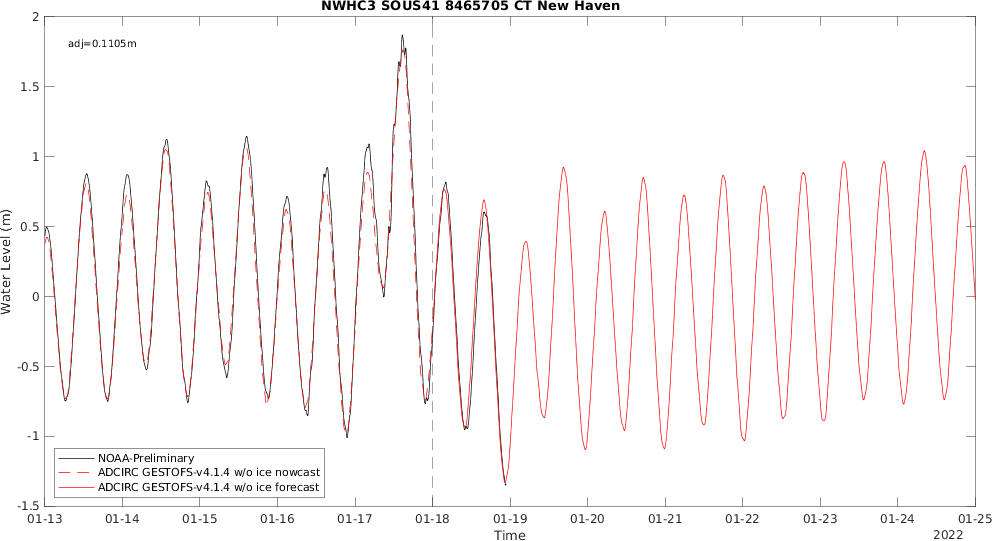 NWHC3 SOUS41 8465705 CT New Haven
adj=0.1105m
2
1.5
1
0.5
0
-0.5
-1
-1.5
Water Level (m)
NOAA-Preliminary
ADCIRC GESTOFS-v4.1.4 w/o ice nowcast
ADCIRC GESTOFS-v4.1.4 w/o ice forecast
01-13 01-14 01-15 01-16 01-17 01-18 01-19 01-20 01-21 01-22 01-23 01-24 01-25
Time
2022